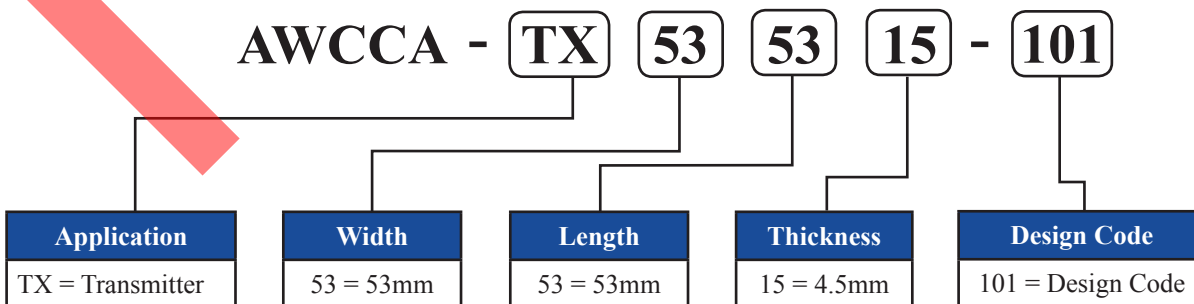 AWCCA - TX 53 53 15 - 101
Application Width Length Thickness Design Code
TX = Transmitter 53 = 53mm 53 = 53mm 15 = 4.5mm 101 = Design Code